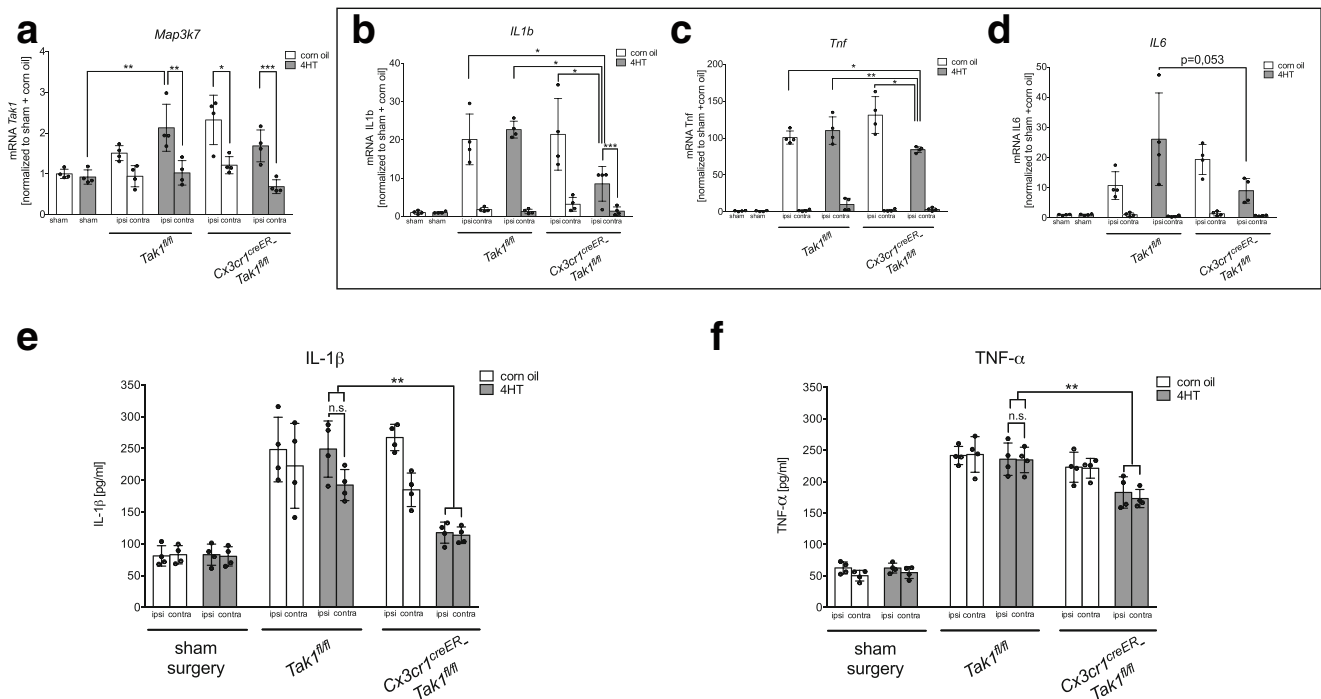 a
Map3k7
mRNA Tak1
[normalized to sham + corn oil]
4
3
2
1
0
**
**
*
***
corn oil
4HT
sham
sham
ipsi contra
ipsi contra
ipsi contra
ipsi contra
Tak1fl/fl
Cx3cr1creER_
Tak1fl/fl
b
IL1b
mRNA IL1b
[normalized to sham + corn oil]
40
30
20
10
0
*
*
*
***
corn oil
4HT
sham
sham
ipsi contra
ipsi contra
ipsi contra
ipsi contra
Tak1fl/fl
Cx3cr1creER_
Tak1fl/fl
c
Tnf
mRNA Tnf
[normalized to sham +corn oil]
200
150
100
50
0
*
**
*
corn oil
4HT
sham
sham
ipsi contra
ipsi contra
ipsi contra
ipsi contra
Tak1fl/fl
Cx3cr1creER_
Tak1fl/fl
d
IL6
mRNA IL6
[normalized to sham + corn oil]
50
40
30
20
10
0
p=0,053
corn oil
4HT
sham
sham
ipsi contra
ipsi contra
ipsi contra
ipsi contra
Tak1fl/fl
Cx3cr1creER_
Tak1fl/fl
e
IL-1β
IL-1β [pg/ml]
350
300
250
200
150
100
50
0
**
n.s.
corn oil
4HT
ipsi contra
ipsi contra
ipsi contra
ipsi contra
ipsi contra
ipsi contra
sham
surgery
Tak1fl/fl
Cx3cr1creER_
Tak1fl/fl
f
TNF-α
TNF-α [pg/ml]
350
300
250
200
150
100
50
0
**
n.s.
corn oil
4HT
ipsi contra
ipsi contra
ipsi contra
ipsi contra
ipsi contra
ipsi contra
sham
surgery
Tak1fl/fl
Cx3cr1creER_
Tak1fl/fl